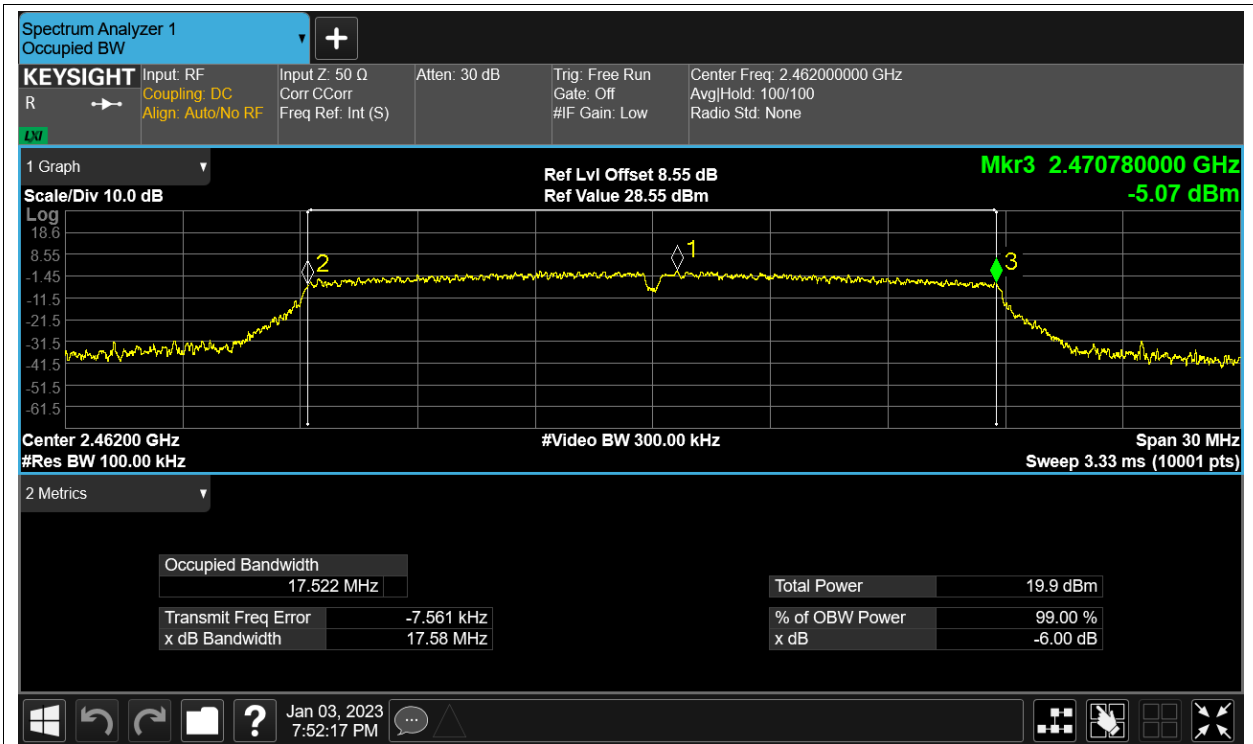 Spectrum Analyzer 1
Occupied BW
KEYSIGHT
R
LXI
Input: RF
Coupling: DC
Align: Auto/No RF
Input Z: 50 Ω
Corr CCorr
Freq Ref: Int (S)
Atten: 30 dB
Trig: Free Run
Gate: Off
#IF Gain: Low
Center Freq: 2.462000000 GHz
Avg|Hold: 100/100
Radio Std: None
1 Graph
Scale/Div 10.0 dB
Log
Ref Lvl Offset 8.55 dB
Ref Value 28.55 dBm
Mkr3 2.470780000 GHz
-5.07 dBm
18.6
8.55
-1.45
-11.5
-21.5
-31.5
-41.5
-51.5
-61.5
2
1
3
Center 2.46200 GHz
#Res BW 100.00 kHz
#Video BW 300.00 kHz
Span 30 MHz
Sweep 3.33 ms (10001 pts)
2 Metrics
Occupied Bandwidth
17.522 MHz
Transmit Freq Error -7.561 kHz
x dB Bandwidth 17.58 MHz
Total Power 19.9 dBm
% of OBW Power 99.00 %
x dB -6.00 dB
?
Jan 03, 2023
7:52:17 PM